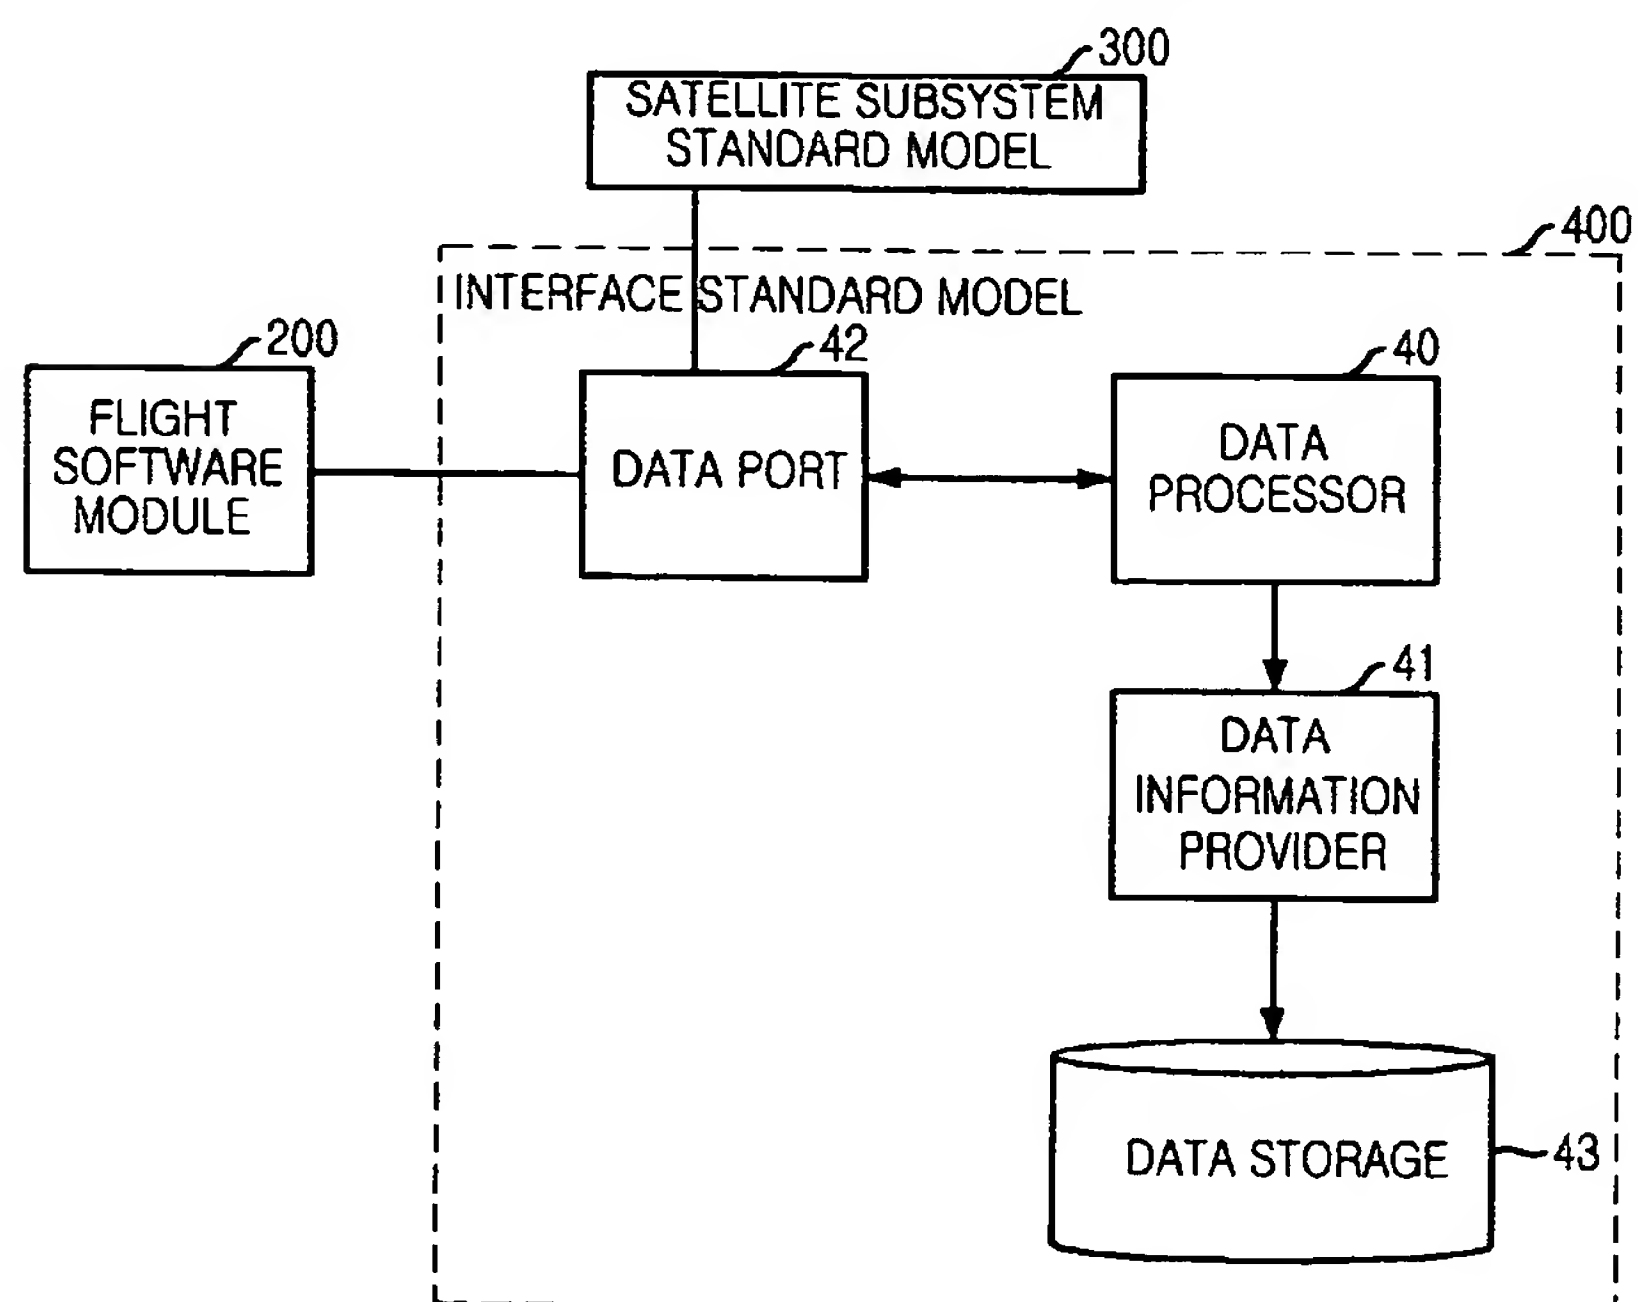 300
SATELLITE SUBSYSTEM
STANDARD MODEL
400
INTERFACE STANDARD MODEL
200
FLIGHT
SOFTWARE
MODULE
42
DATA PORT
40
DATA
PROCESSOR
41
DATA
INFORMATION
PROVIDER
DATA STORAGE
43